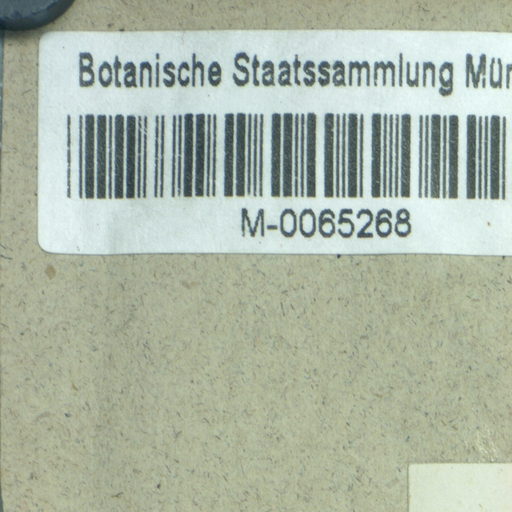 Botanische Staatssammlung Mün
M-0065268